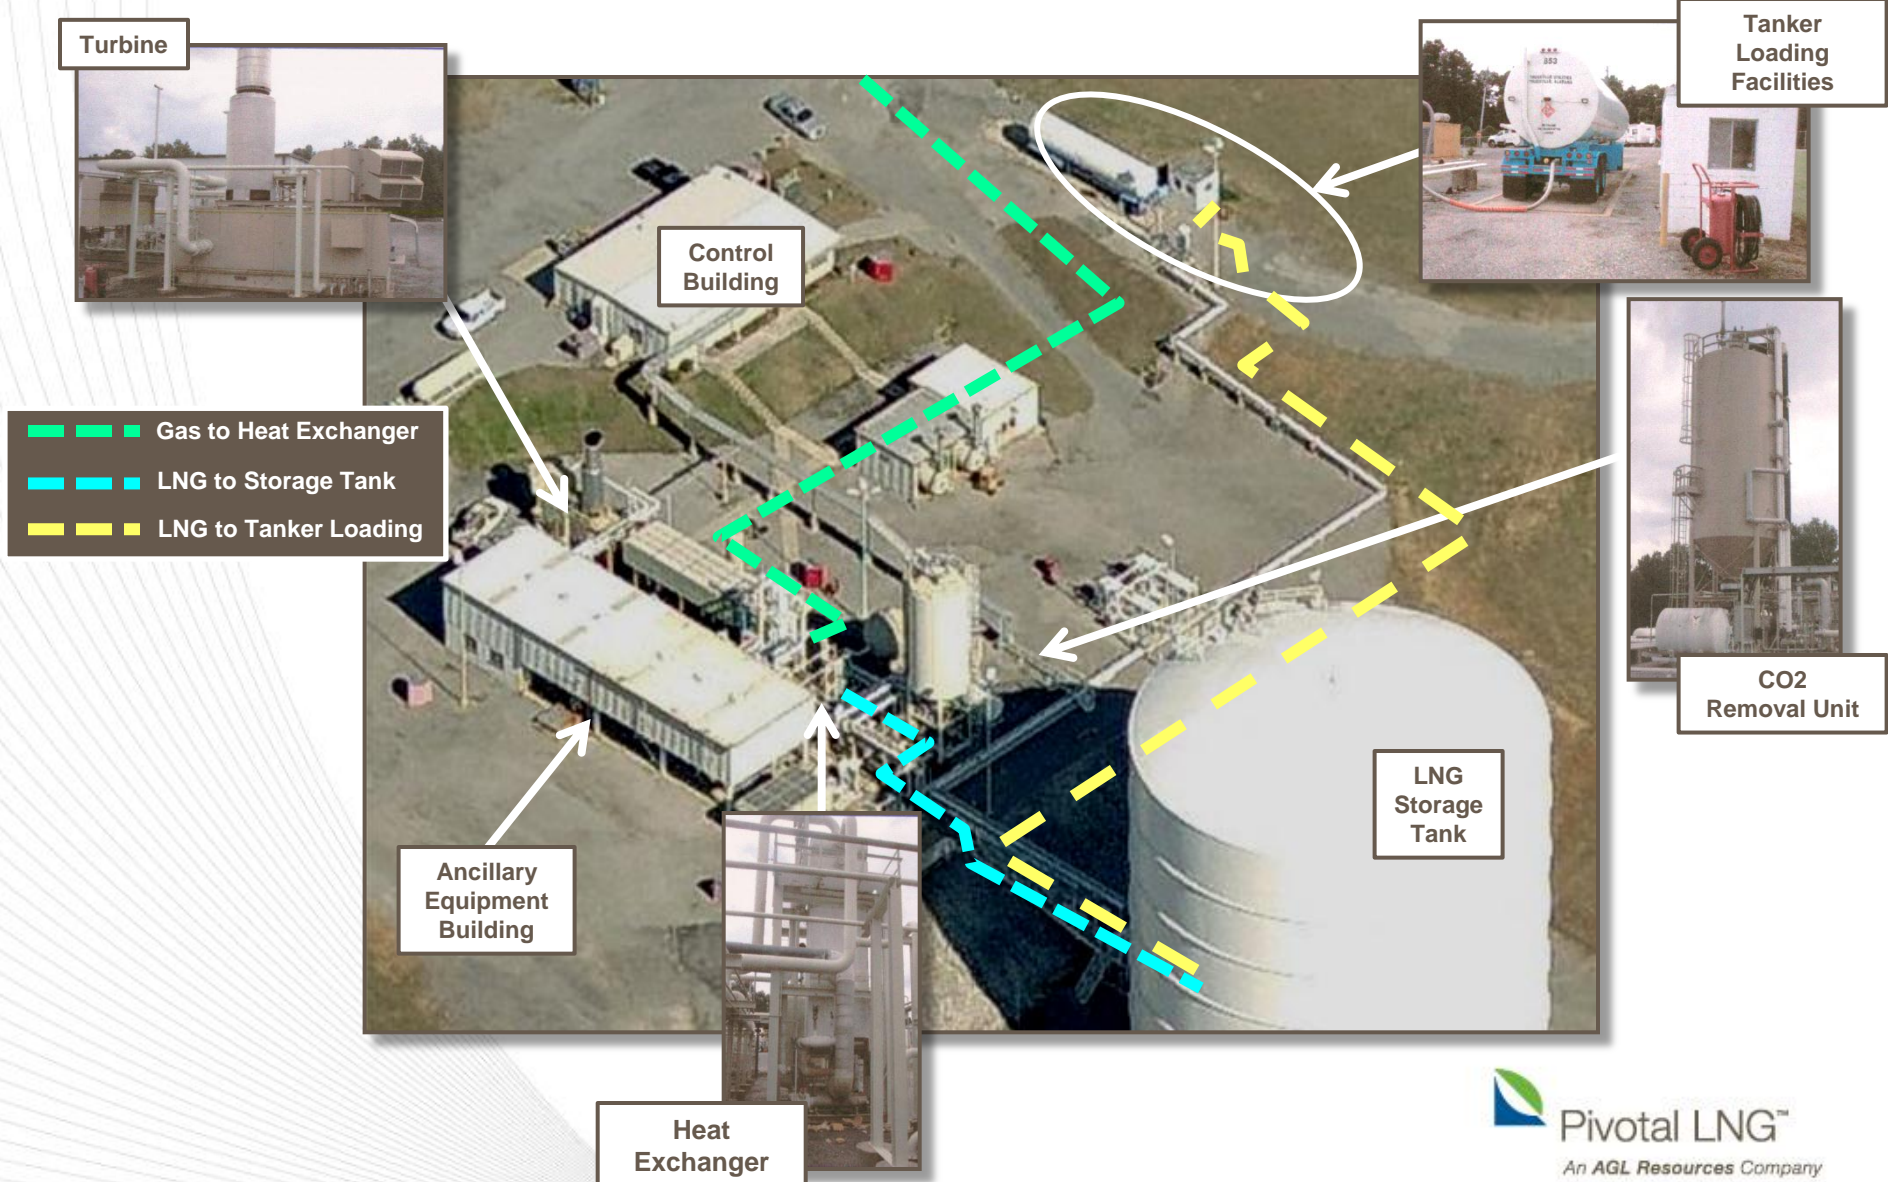 Turbine
Tanker
Loading
Facilities
353
Control
Building
Gas to Heat Exchanger
LNG to Storage Tank
LNG to Tanker Loading
CO2
Removal Unit
LNG
Storage
Tank
Ancillary
Equipment
Building
Heat
Exchanger
Pivotal LNG™
An AGL Resources Company